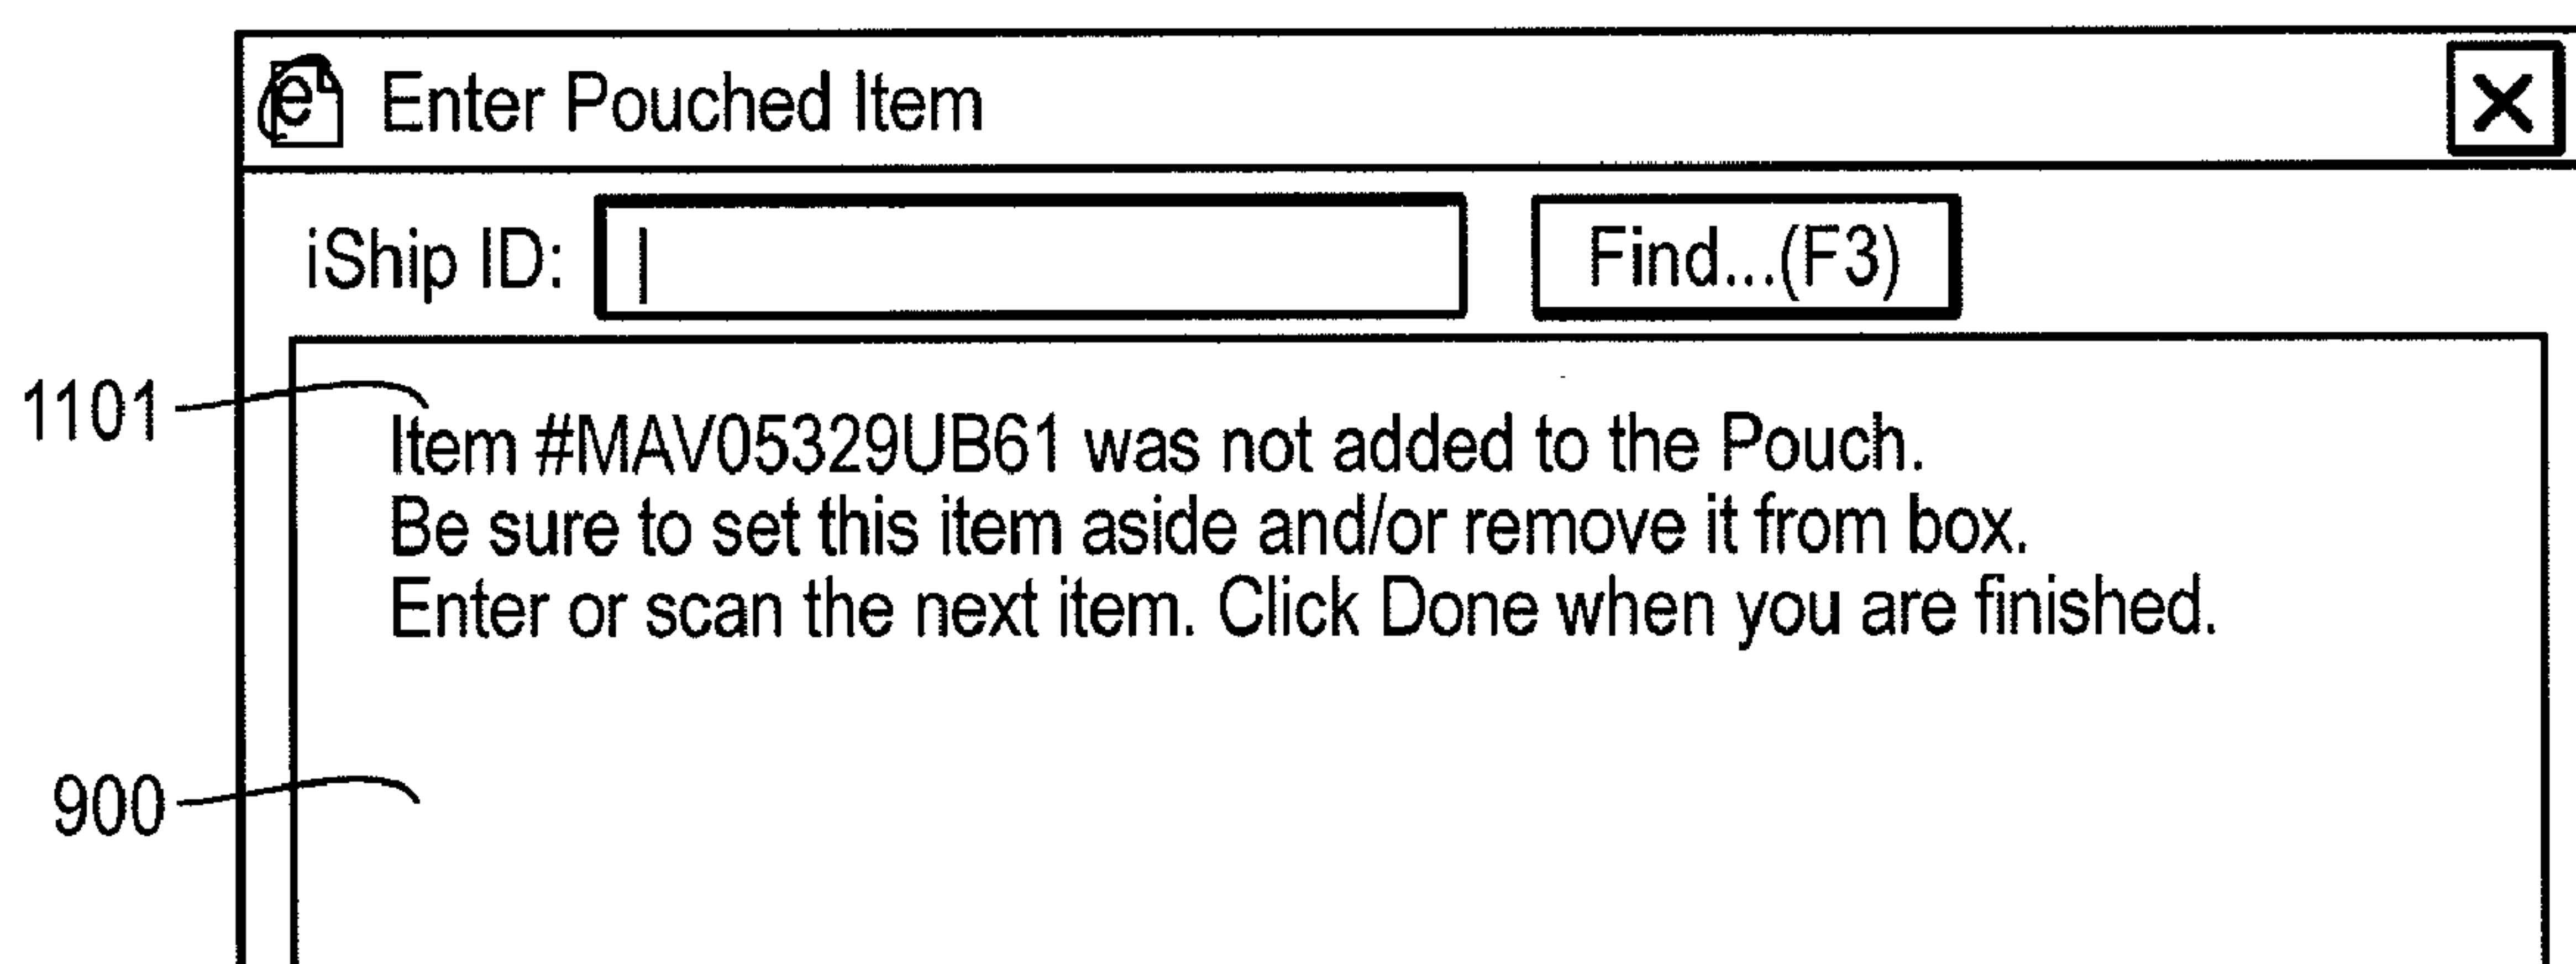 e Enter Pouched Item X
iShip ID: Find...(F3)
1101
Item #MAV05329UB61 was not added to the Pouch.
Be sure to set this item aside and/or remove it from box.
Enter or scan the next item. Click Done when you are finished.
900